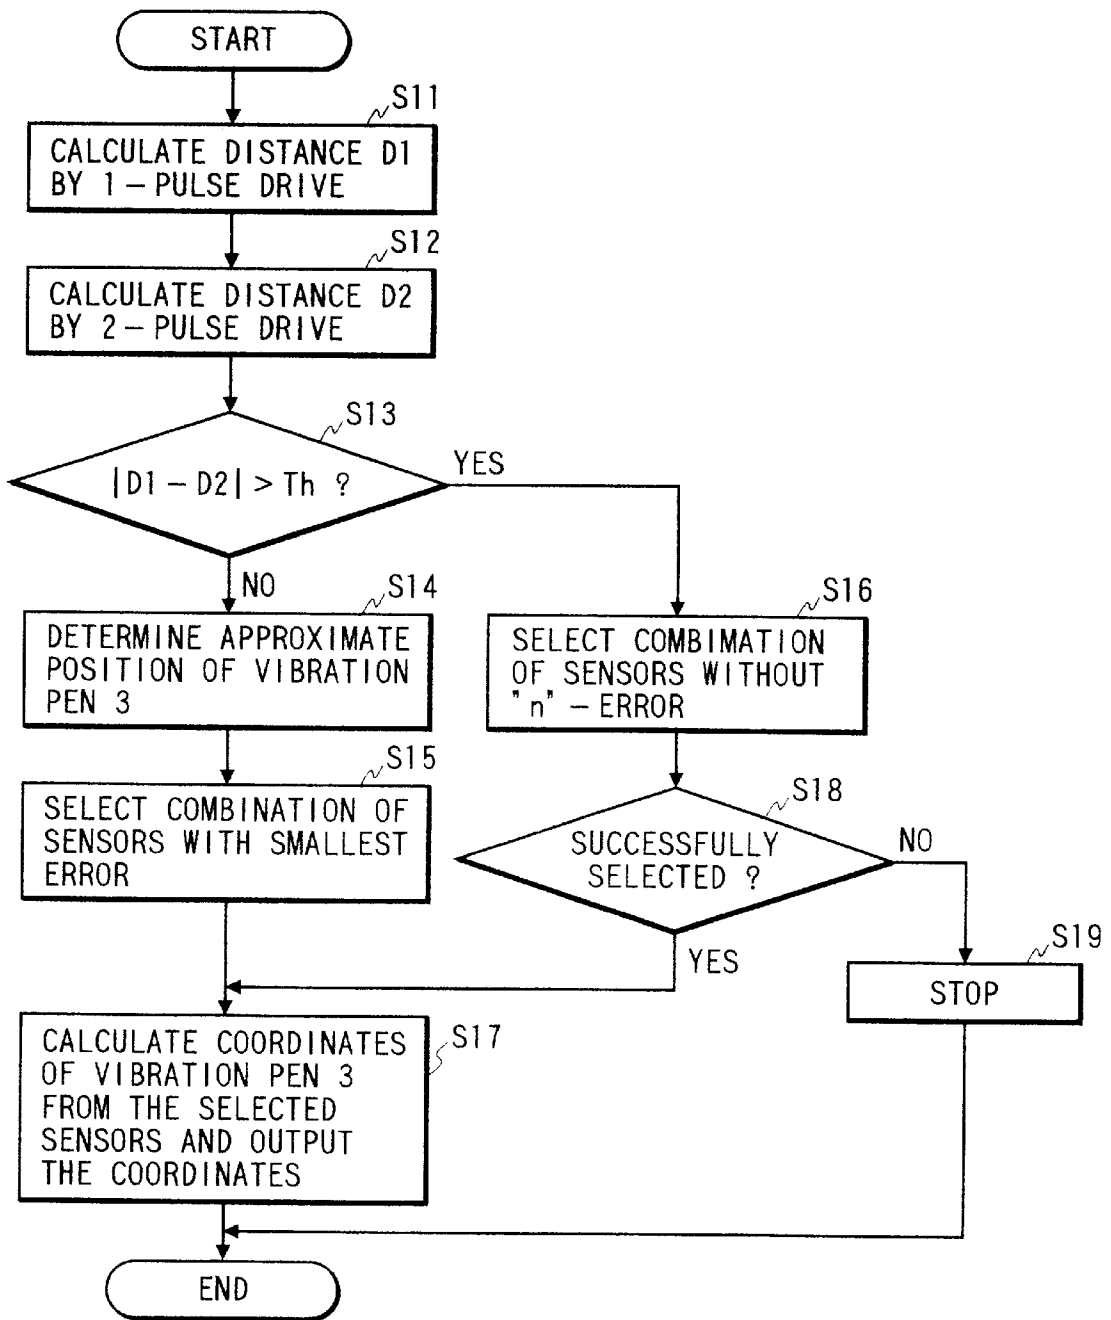 START
S11
CALCULATE DISTANCE D1
BY 1 – PULSE DRIVE
S12
CALCULATE DISTANCE D2
BY 2 – PULSE DRIVE
S13
|D1 – D2| > Th ?
YES
NO
S14
DETERMINE APPROXIMATE
POSITION OF VIBRATION
PEN 3
S16
SELECT COMBIMATION
OF SENSORS WITHOUT
"n" – ERROR
S15
SELECT COMBINATION OF
SENSORS WITH SMALLEST
ERROR
S18
SUCCESSFULLY
SELECTED ?
NO
YES
S19
STOP
S17
CALCULATE COORDINATES
OF VIBRATION PEN 3
FROM THE SELECTED
SENSORS AND OUTPUT
THE COORDINATES
END